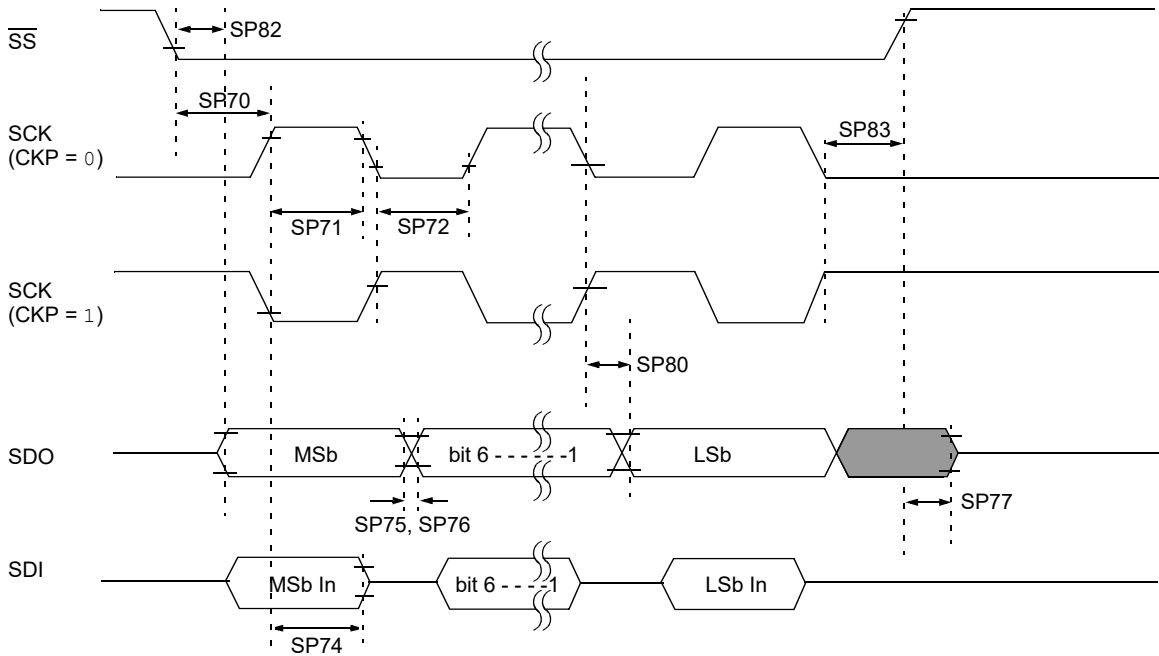 SS
SP82
SP70
SCK
(CKP = 0)
SP83
SP71
SP72
SCK
(CKP = 1)
SP80
SDO
MSb
bit 6 - - - - - -1
LSb
SP75, SP76
SP77
SDI
MSb In
bit 6 - - - - -1
LSb In
SP74